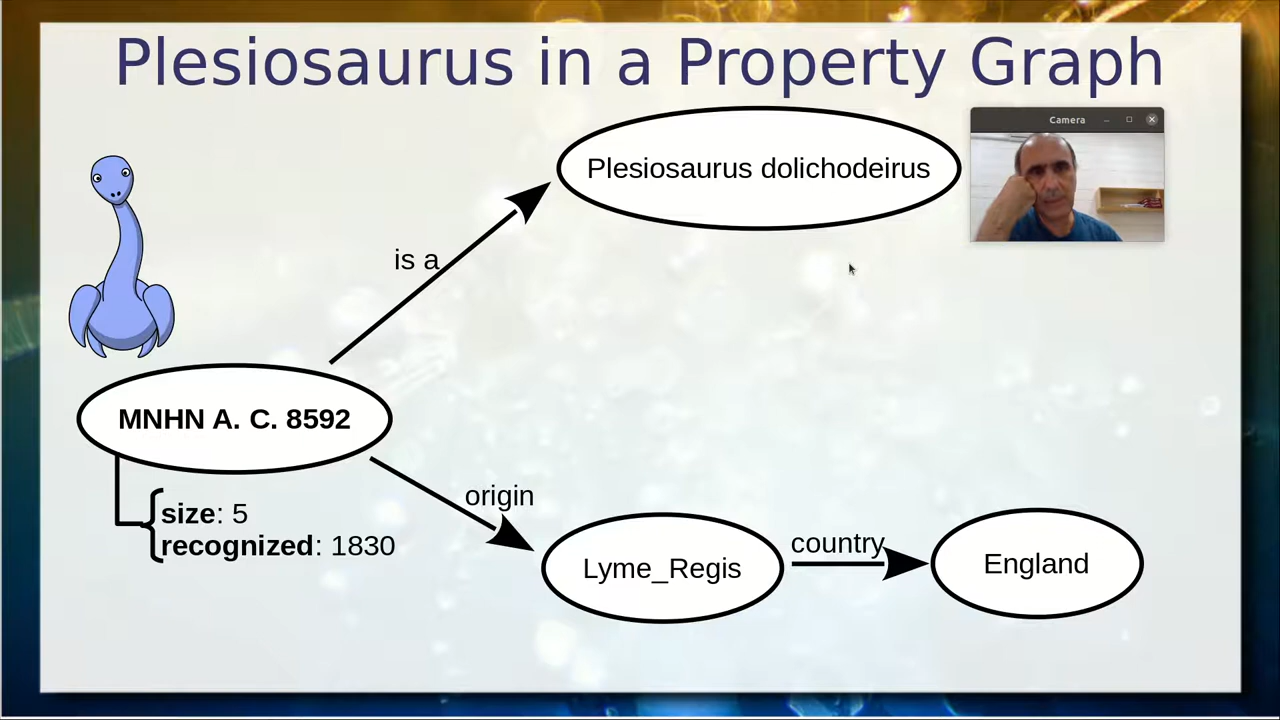 Plesiosaurus in a Property Graph
Camera
Plesiosaurus dolichodeirus
is a
MNHN A. C. 8592
size: 5
recognized: 1830
origin
Lyme_Regis
country
England